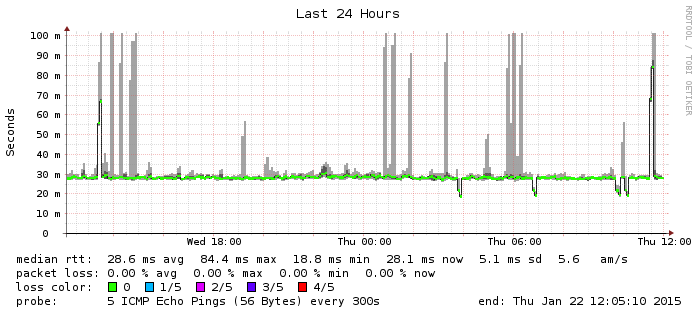 Last 24 Hours
RRDTOOL / TOBI OETIKER
Seconds
100 m
90 m
80 m
70 m
60 m
50 m
40 m
30 m
20 m
10 m
0
Wed 18:00 Thu 00:00 Thu 06:00 Thu 12:00
median rtt: 28.6 ms avg 84.4 ms max 18.8 ms min 28.1 ms now 5.1 ms sd 5.6 am/s
packet loss: 0.00 % avg 0.00 % max 0.00 % min 0.00 % now
loss color: 0 1/5 2/5 3/5 4/5
probe: 5 ICMP Echo Pings (56 Bytes) every 300s end: Thu Jan 22 12:05:10 2015